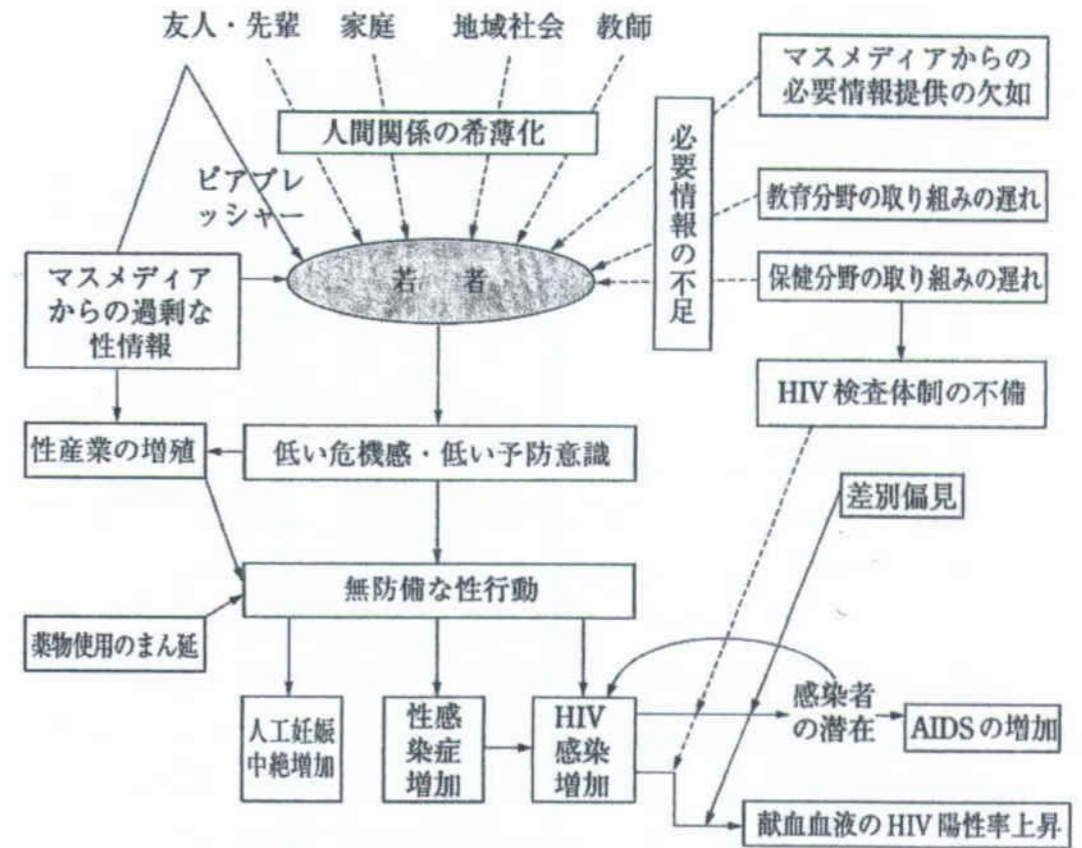 友人・先輩
家庭
地域社会
教師
マスメディアからの
必要情報提供の欠如
人間関係の希薄化
必要情報の不足
ピアプレ
ッシャー
教育分野の取り組みの遅れ
マスメディア
からの過剰な
性情報
若 者
保健分野の取り組みの遅れ
HIV 検査体制の不備
性産業の増殖
低い危機感・低い予防意識
差別偏見
無防備な性行動
薬物使用のまん延
人工妊娠
中絶増加
性感
染症
増加
HIV
感染
増加
感染者
の潜在
AIDS の増加
献血血液の HIV 陽性率上昇